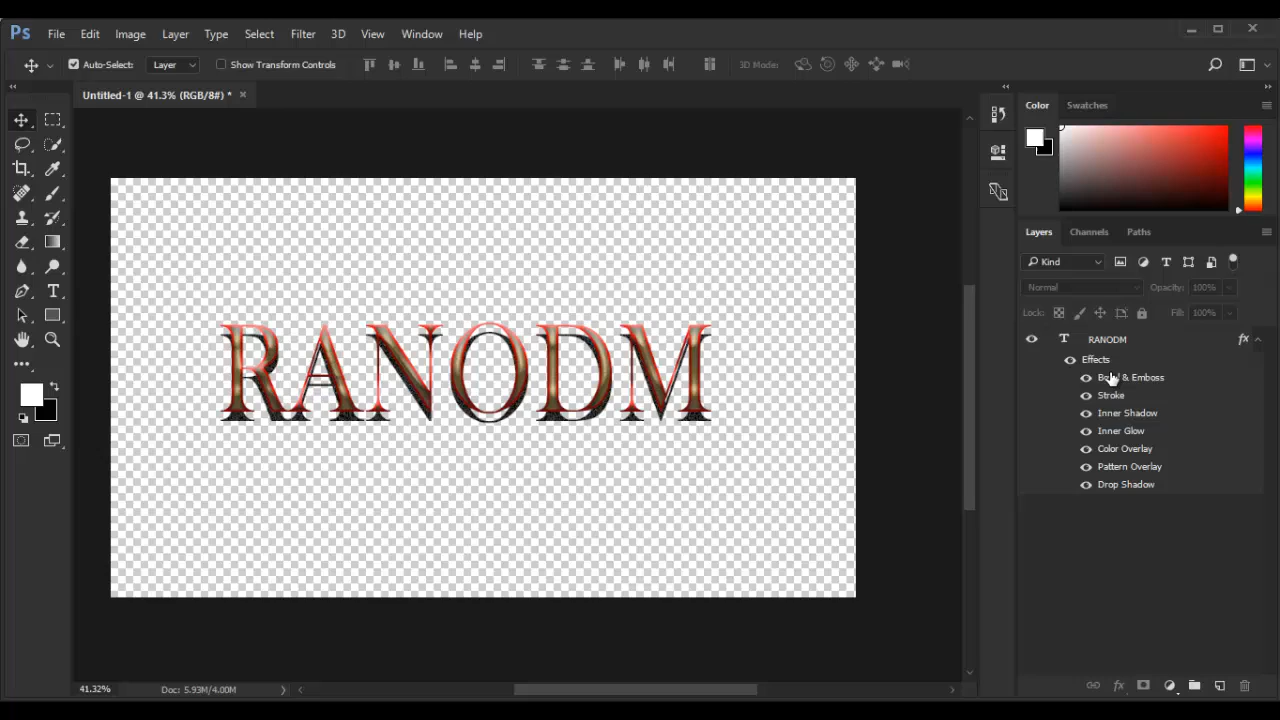 Ps File Edit Image Layer Type Select Filter 3D View Window Help
Auto-Select: Layer Show Transform Controls 3D Mode:
Untitled-1 @ 41.3% (RGB/8#) *
Color Swatches
Layers Channels Paths
Kind
Normal Opacity: 100%
Lock: Fill: 100%
T RANODM fx
Effects
Stroke
Inner Shadow
Inner Glow
Color Overlay
Pattern Overlay
Drop Shadow
RANODM
41.32% Doc: 5.93M/4.00M